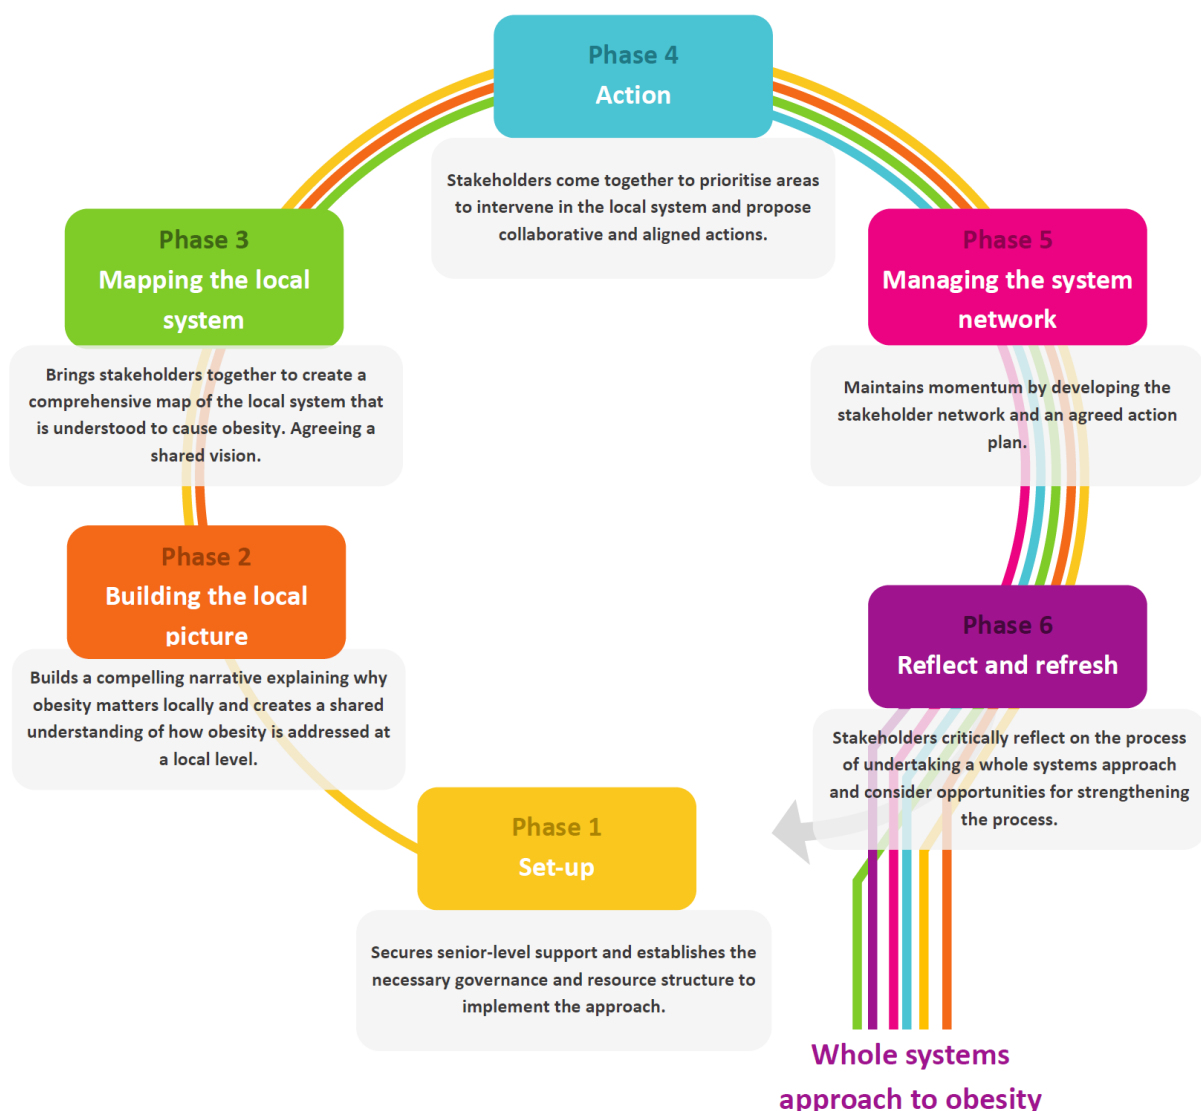 Phase 4
Action
Stakeholders come together to prioritise areas
to intervene in the local system and propose
collaborative and aligned actions.
Phase 3
Mapping the local
system
Brings stakeholders together to create a
comprehensive map of the local system that
is understood to cause obesity. Agreeing a
shared vision.
Phase 5
Managing the system
network
Maintains momentum by developing the
stakeholder network and an agreed action
plan.
Phase 2
Building the local
picture
Builds a compelling narrative explaining why
obesity matters locally and creates a shared
understanding of how obesity is addressed at
a local level.
Phase 6
Reflect and refresh
Stakeholders critically reflect on the process
of undertaking a whole systems approach
and consider opportunities for strengthening
the process.
Phase 1
Set-up
Secures senior-level support and establishes the
necessary governance and resource structure to
implement the approach.
Whole systems
approach to obesity